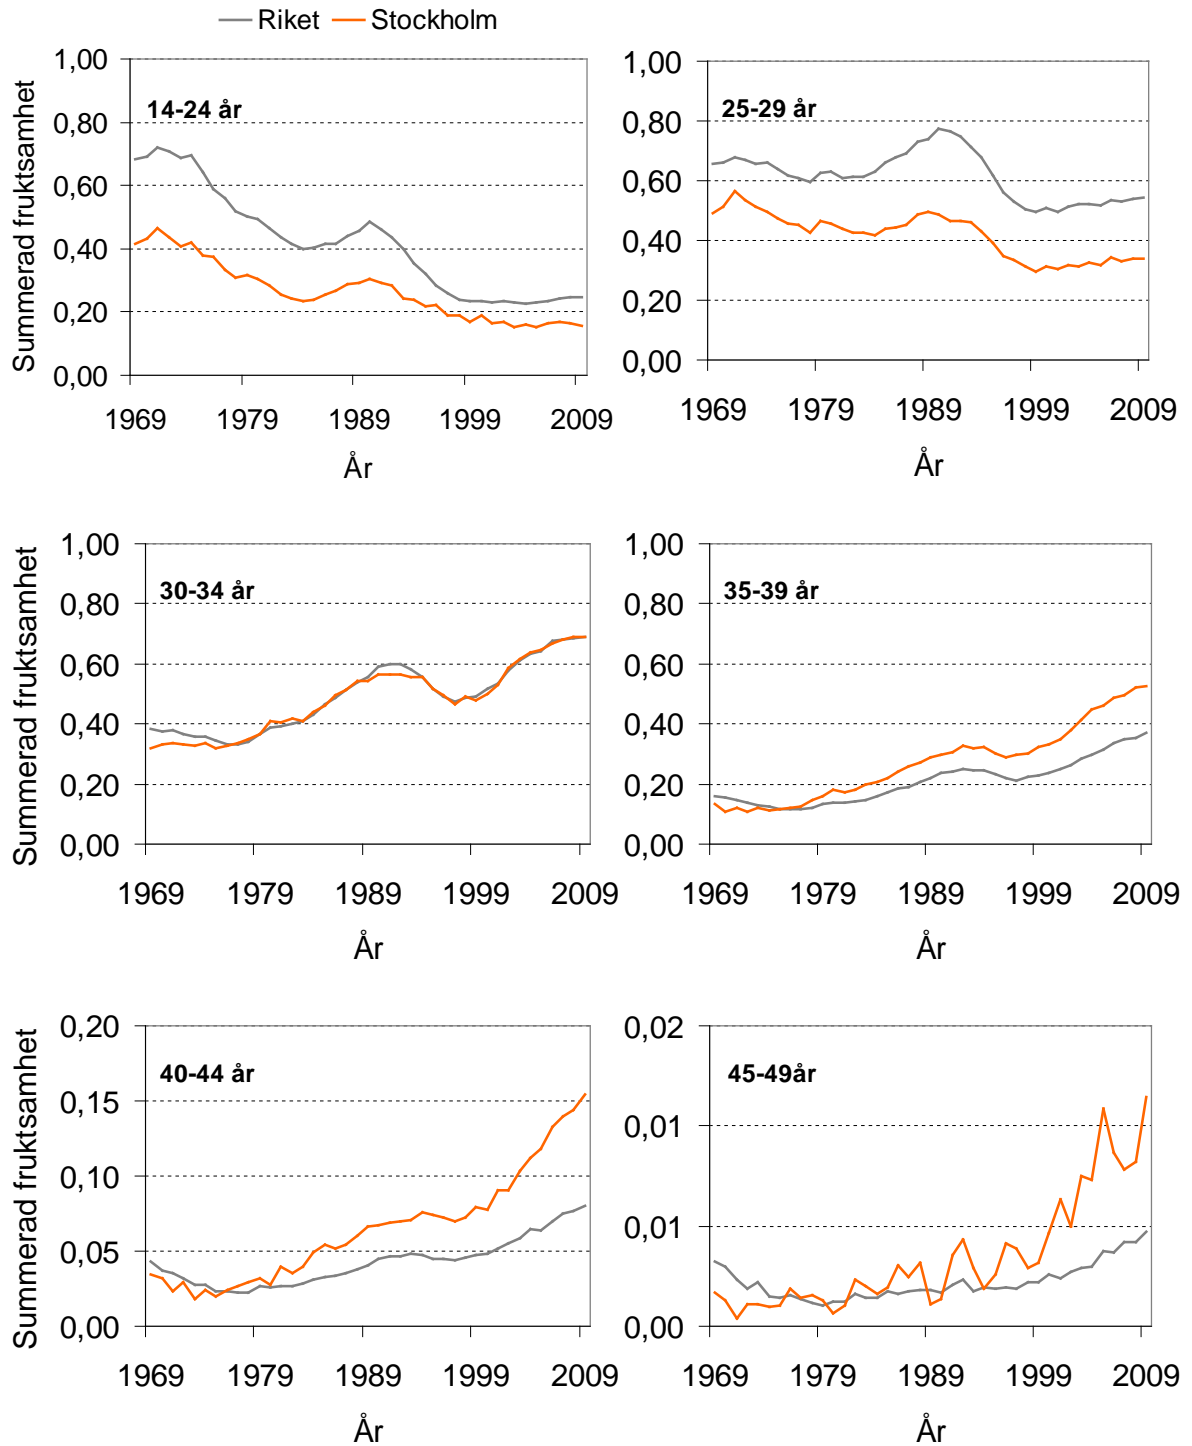 Riket Stockholm
Summerad fruktsamhet
1,00
0,80
0,60
0,40
0,20
0,00
14-24 år
1969 1979 1989 1999 2009
År
1,00
0,80
0,60
0,40
0,20
0,00
25-29 år
1969 1979 1989 1999 2009
År
Summerad fruktsamhet
1,00
0,80
0,60
0,40
0,20
0,00
30-34 år
1969 1979 1989 1999 2009
År
1,00
0,80
0,60
0,40
0,20
0,00
35-39 år
1969 1979 1989 1999 2009
År
Summerad fruktsamhet
0,20
0,15
0,10
0,05
0,00
40-44 år
1969 1979 1989 1999 2009
År
0,02
0,01
0,01
0,00
45-49år
1969 1979 1989 1999 2009
År